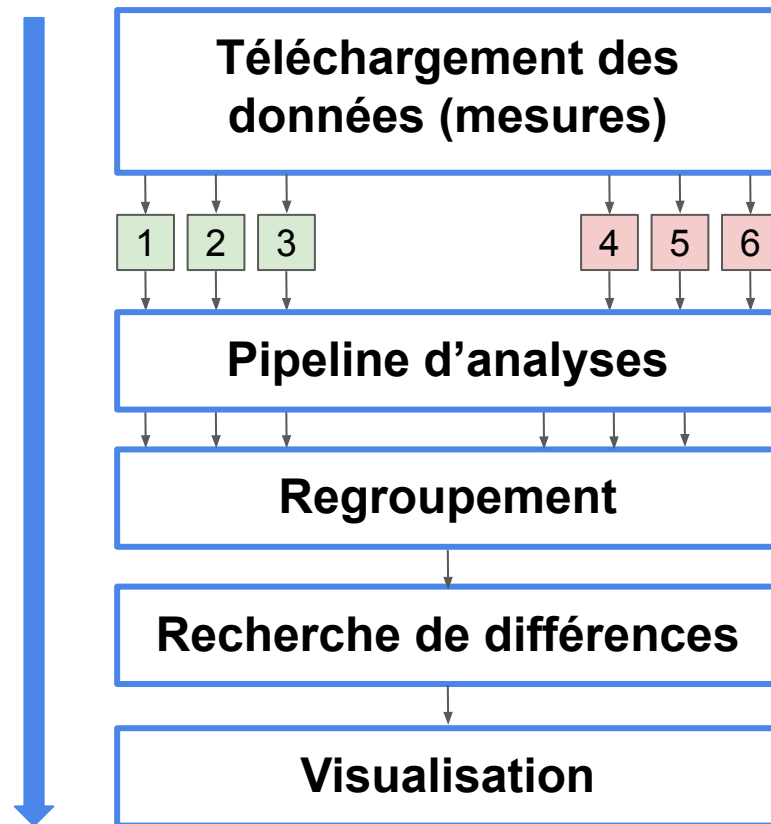 Téléchargement des
données (mesures)
1 2 3 4 5 6
Pipeline d’analyses
Regroupement
Recherche de différences
Visualisation